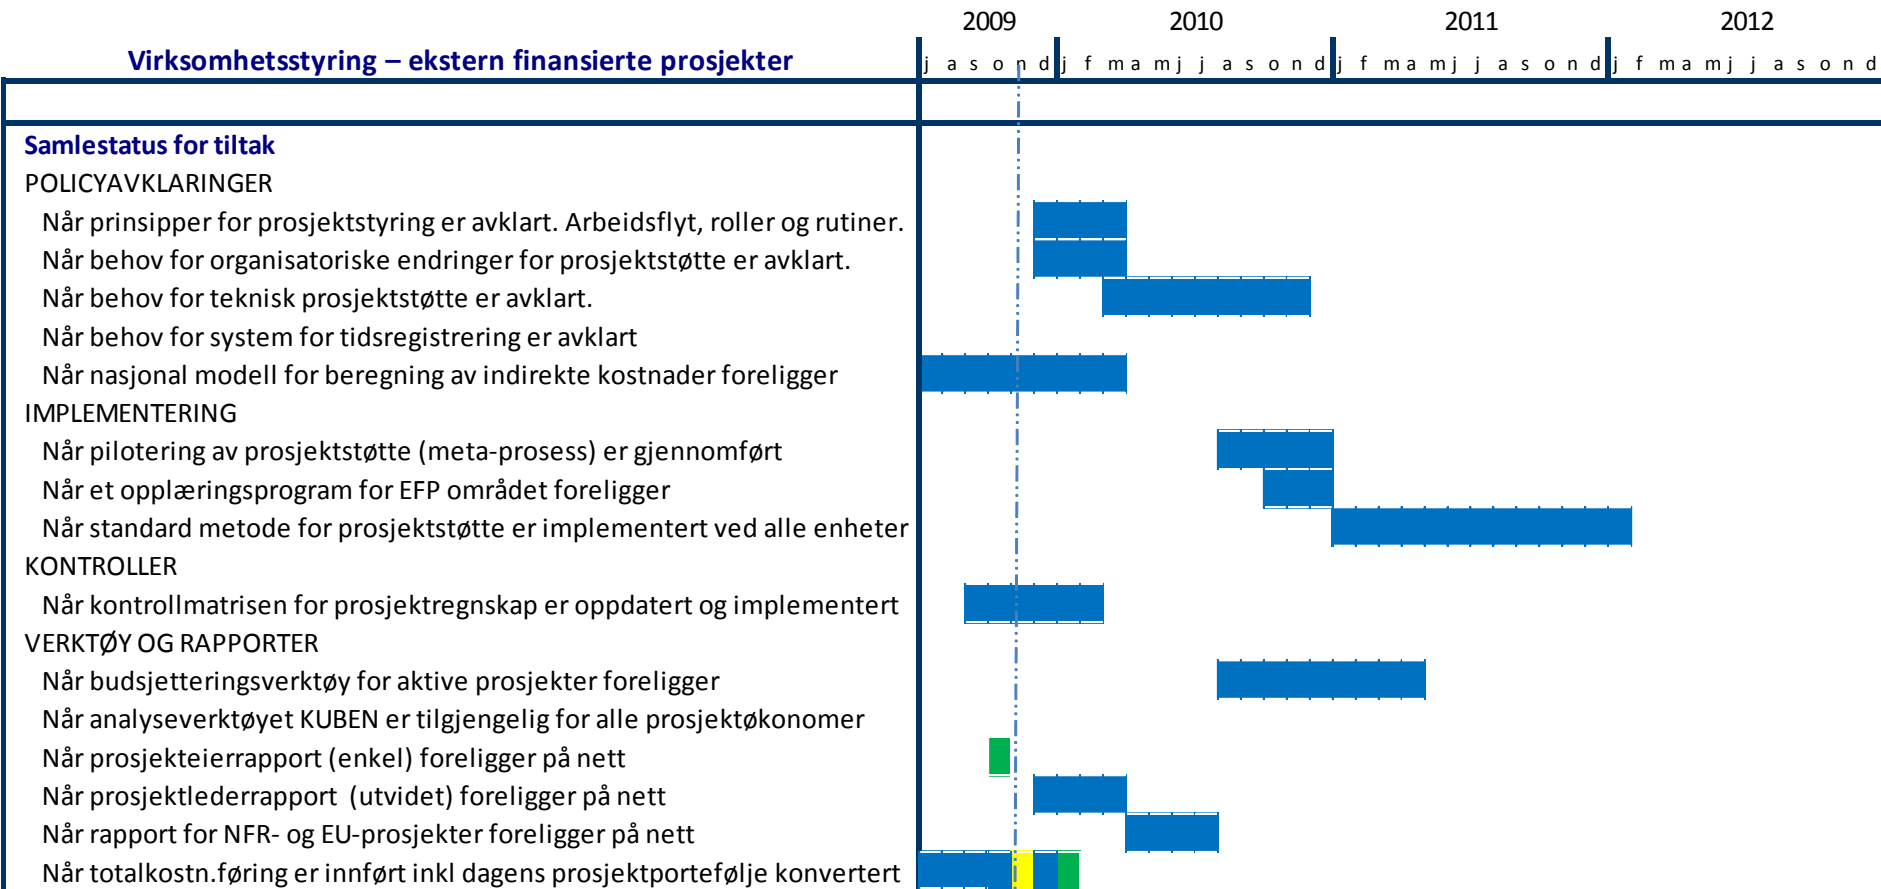 2009 2010 2011 2012
Virksomhetsstyring – ekstern finansierte prosjekter j a s o n d j f m a m j j a s o n d j f m a m j j a s o n d j f m a m j j a s o n d
Samlestatus for tiltak
POLICYAVKLARINGER
Når prinsipper for prosjektstyring er avklart. Arbeidsflyt, roller og rutiner.
Når behov for organisatoriske endringer for prosjektstøtte er avklart.
Når behov for teknisk prosjektstøtte er avklart.
Når behov for system for tidsregistrering er avklart
Når nasjonal modell for beregning av indirekte kostnader foreligger
IMPLEMENTERING
Når pilotering av prosjektstøtte (meta-prosess) er gjennomført
Når et opplæringsprogram for EFP området foreligger
Når standard metode for prosjektstøtte er implementert ved alle enheter
KONTROLLER
Når kontrollmatrisen for prosjektregnskap er oppdatert og implementert
VERKTØY OG RAPPORTER
Når budsjetteringsverktøy for aktive prosjekter foreligger
Når analyseverktøyet KUBEN er tilgjengelig for alle prosjektøkonomer
Når prosjekteierrapport (enkel) foreligger på nett
Når prosjektlederrapport (utvidet) foreligger på nett
Når rapport for NFR- og EU-prosjekter foreligger på nett
Når totalkostn.føring er innført inkl dagens prosjektportefølje konvertert